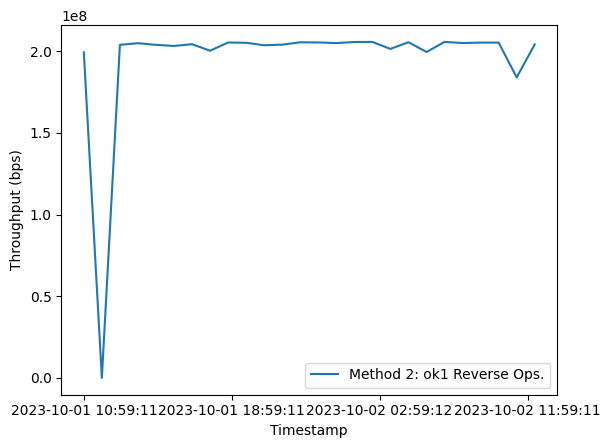 1e8
2.0
1.5
1.0
0.5
0.0
Throughput (bps)
Method 2: ok1 Reverse Ops.
2023-10-01 10:59:11 2023-10-01 18:59:11 2023-10-02 02:59:12 2023-10-02 11:59:11
Timestamp